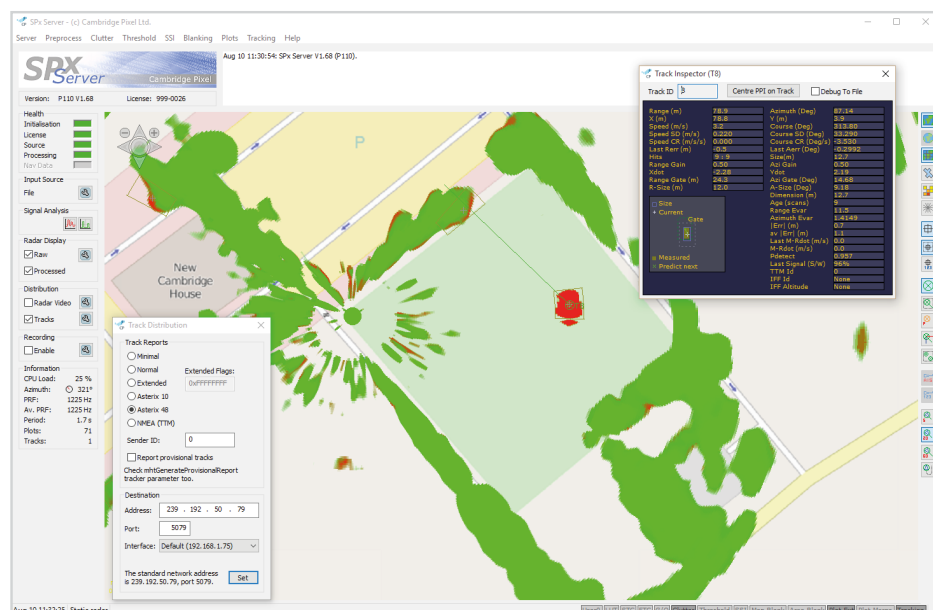 SPx Server - (c) Cambridge Pixel Ltd.
Server Preprocess Clutter Threshold SSI Blanking Plots Tracking Help
SPX Server
Cambridge Pixel
Aug 10 11:30:54: SPx Server V1.68 (P110).
Version: P110 V1.68 License: 999-0026
Health
Initialisation
License
Source
Processing
Nav Data
Input Source
File
Signal Analysis
Radar Display
Raw
Processed
Distribution
Radar Video
Tracks
Recording
Enable
Information
CPU Load: 25 %
Azimuth: 321°
PRF: 1225 Hz
Av. PRF: 1225 Hz
Period: 1.7 s
Plots: 71
Tracks: 1
P
New
Cambridge
House
Track Distribution
Track Reports
Minimal
Normal Extended Flags:
Extended 0xFFFFFFFF
Asterix 10
Asterix 48
NMEA (TTM)
Sender ID: 0
Report provisional tracks
Check mhtGenerateProvisionalReport
tracker parameter too.
Destination
Address: 239 . 192 . 50 . 79
Port: 5079
Interface: Default (192.168.1.75)
The standard network address
is 239.192.50.79, port 5079.
Set
Track Inspector (T8)
Track ID Centre PPI on Track Debug To File
Range (m) 78.9 Azimuth (Deg) 87.14
X (m) 78.8 Y (m) 3.9
Speed (m/s) 3.2 Course (Deg) 313.80
Speed SD (m/s) 0.220 Course SD (Deg) 33.290
Speed CR (m/s/s) 0.000 Course CR (Deg/s) -3.530
Last Rerr (m) -0.5 Last Aerr (Deg) -0.2992
Hits 9 : 9 Size(m) 12.7
Range Gain 0.50 Azi Gain 0.50
Xdot -2.28 Ydot 2.19
Range Gate (m) 24.3 Azi Gate (Deg) 14.68
R-Size (m) 12.0 A-Size (Deg) 9.18
Dimension (m) 12.7
Age (scans) 9
Range Evar 11.5
Azimuth Evar 1.4149
|Err| (m) 0.7
av |Err| (m) 1.1
Last M-Rdot (m/s) 0.0
M-Rdot (m/s) 0.0
Pdetect 0.957
Last Signal (S/W) 96%
TTM Id 0
IFF Id None
IFF Altitude None
Size
Current
Gate
Measured
Predict next